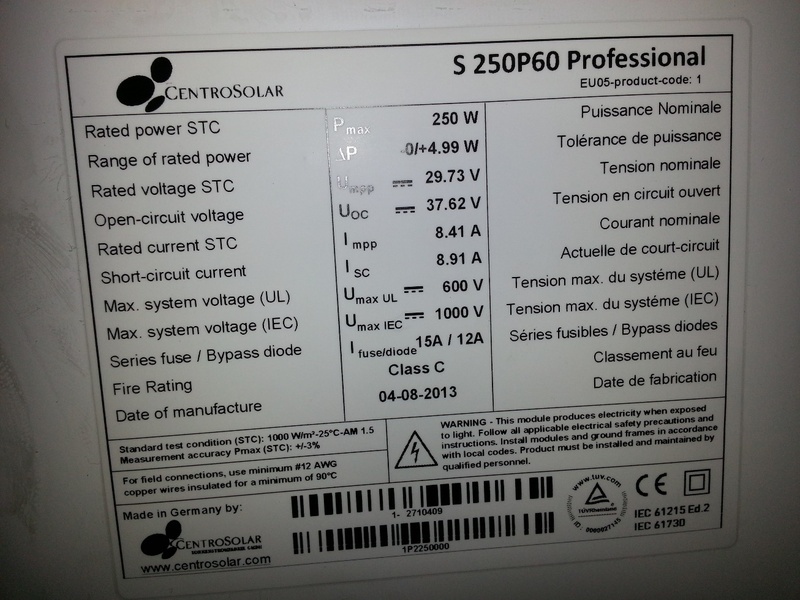 CENTROSOLAR
S 250P60 Professional
EU05-product-code: 1
Rated power STC Pmax 250 W Puissance Nominale
Range of rated power ΔP 0/+4.99 W Tolérance de puissance
Rated voltage STC Umpp 29.73 V Tension nominale
Open-circuit voltage UOC 37.62 V Tension en circuit ouvert
Rated current STC Impp 8.41 A Courant nominale
Short-circuit current ISC 8.91 A Actuelle de court-circuit
Max. system voltage (UL) Umax UL 600 V Tension max. du systéme (UL)
Max. system voltage (IEC) Umax IEC 1000 V Tension max. du systéme (IEC)
Series fuse / Bypass diode Ifuse/diode 15A / 12A Séries fusibles / Bypass diodes
Fire Rating Class C Classement au feu
Date of manufacture 04-08-2013 Date de fabrication
Standard test condition (STC): 1000 W/m²-25°C-AM 1.5
Measurement accuracy Pmax (STC): +/-3%
For field connections, use minimum #12 AWG
copper wires insulated for a minimum of 90°C
WARNING - This module produces electricity when exposed
to light. Follow all applicable electrical safety precautions and
instructions. Install modules and ground frames in accordance
with local codes. Product must be installed and maintained by
qualified personnel.
Made in Germany by:
CENTROSOLAR
www.centrosolar.com
1- 2710409
1P2250000
www.tuv.com
TÜVRheinland
ID: 0000027145
CE
IEC 61215 Ed.2
IEC 61730